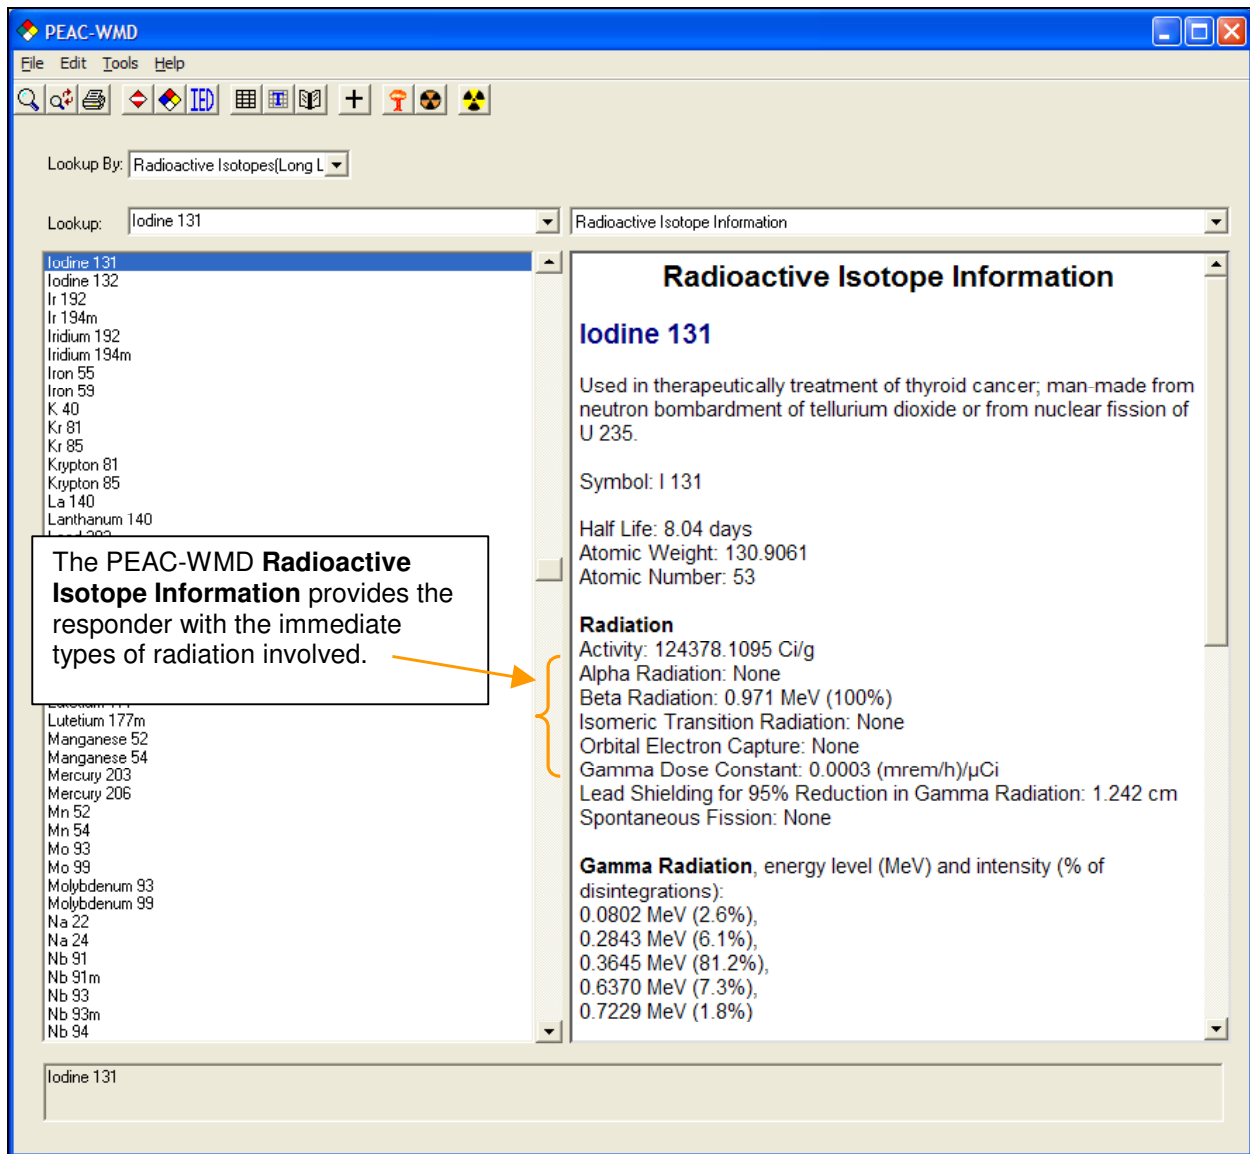 PEAC-WMD
File Edit Tools Help
IED
Lookup By: Radioactive Isotopes(Long L
Lookup: Iodine 131
Radioactive Isotope Information
Iodine 131
Iodine 132
Ir 192
Ir 194m
Iridium 192
Iridium 194m
Iron 55
Iron 59
K 40
Kr 81
Kr 85
Krypton 81
Krypton 85
La 140
Lanthanum 140
The PEAC-WMD Radioactive
Isotope Information provides the
responder with the immediate
types of radiation involved.
Lutetium 177m
Manganese 52
Manganese 54
Mercury 203
Mercury 206
Mn 52
Mn 54
Mo 93
Mo 99
Molybdenum 93
Molybdenum 99
Na 22
Na 24
Nb 91
Nb 91m
Nb 93
Nb 93m
Nb 94
Radioactive Isotope Information
Iodine 131
Used in therapeutically treatment of thyroid cancer; man-made from
neutron bombardment of tellurium dioxide or from nuclear fission of
U 235.
Symbol: I 131
Half Life: 8.04 days
Atomic Weight: 130.9061
Atomic Number: 53
Radiation
Activity: 124378.1095 Ci/g
Alpha Radiation: None
Beta Radiation: 0.971 MeV (100%)
Isomeric Transition Radiation: None
Orbital Electron Capture: None
Gamma Dose Constant: 0.0003 (mrem/h)/µCi
Lead Shielding for 95% Reduction in Gamma Radiation: 1.242 cm
Spontaneous Fission: None
Gamma Radiation, energy level (MeV) and intensity (% of
disintegrations):
0.0802 MeV (2.6%),
0.2843 MeV (6.1%),
0.3645 MeV (81.2%),
0.6370 MeV (7.3%),
0.7229 MeV (1.8%)
Iodine 131